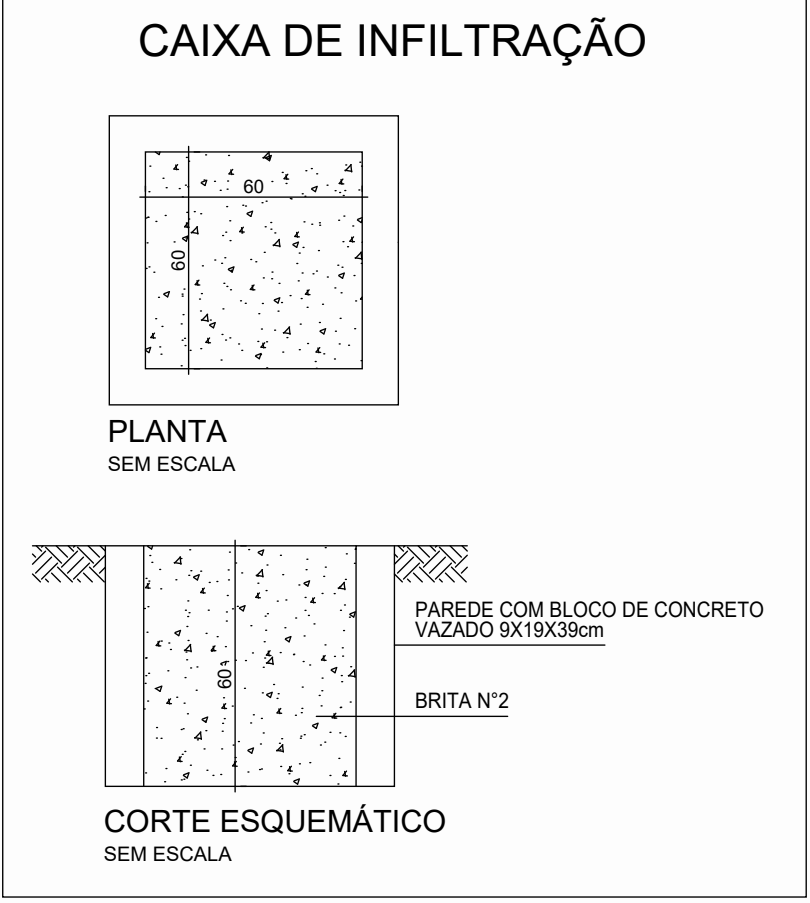 CAIXA DE INFILTRAÇÃO
60
60
PLANTA
SEM ESCALA
60
PAREDE COM BLOCO DE CONCRETO
VAZADO 9X19X39cm
BRITA N°2
CORTE ESQUEMÁTICO
SEM ESCALA